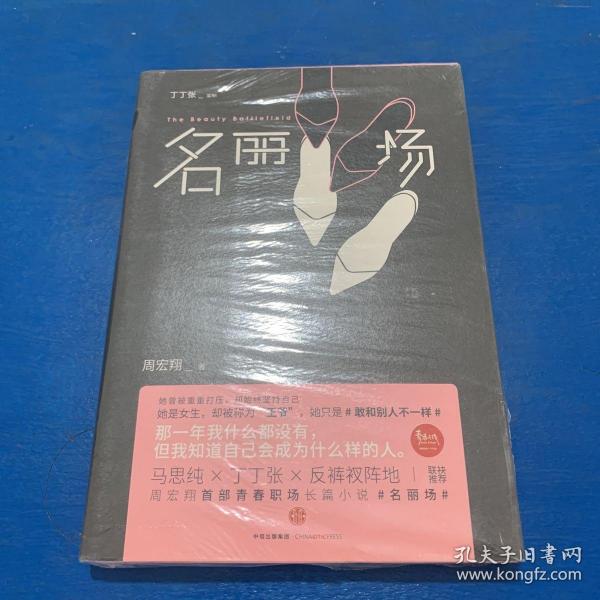 丁丁张_监制
The Beauty Battlefield
名丽场
周宏翔_著
她曾被重重打压，却始终坚持自己
她是女生，却被称为“王爷”，她只是#敢和别人不一样#
那一年我什么都没有，
但我知道自己会成为什么样的人。
马思纯×丁丁张×反裤衩阵地｜联袂推荐
周宏翔首部青春职场长篇小说 #名丽场#
中信出版集团·CHINACITICPRESS
孔夫子旧书网
www.kongfz.com